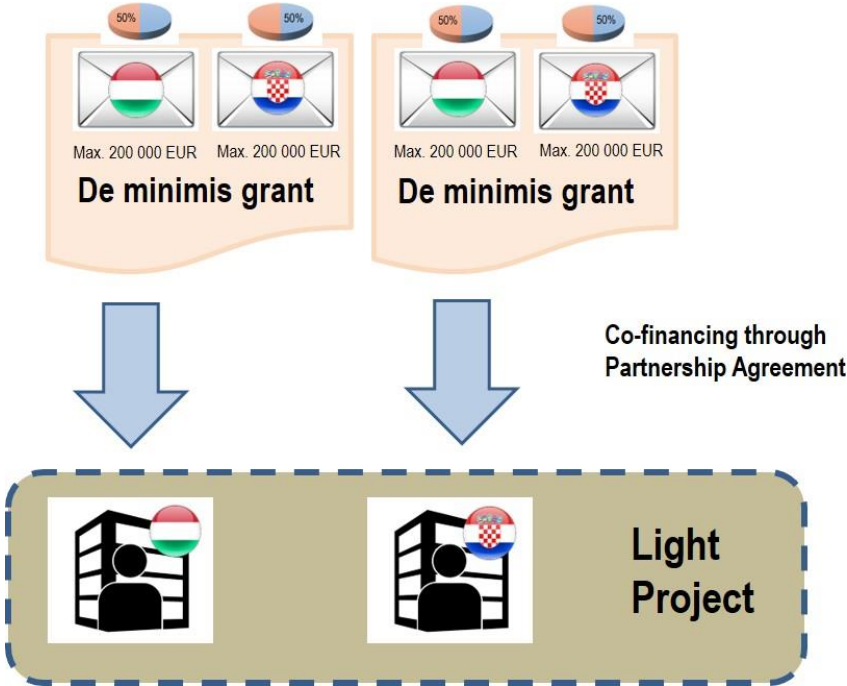 50%
50%
50%
50%
Max. 200 000 EUR
Max. 200 000 EUR
Max. 200 000 EUR
Max. 200 000 EUR
De minimis grant
De minimis grant
Co-financing through
Partnership Agreement
Light
Project